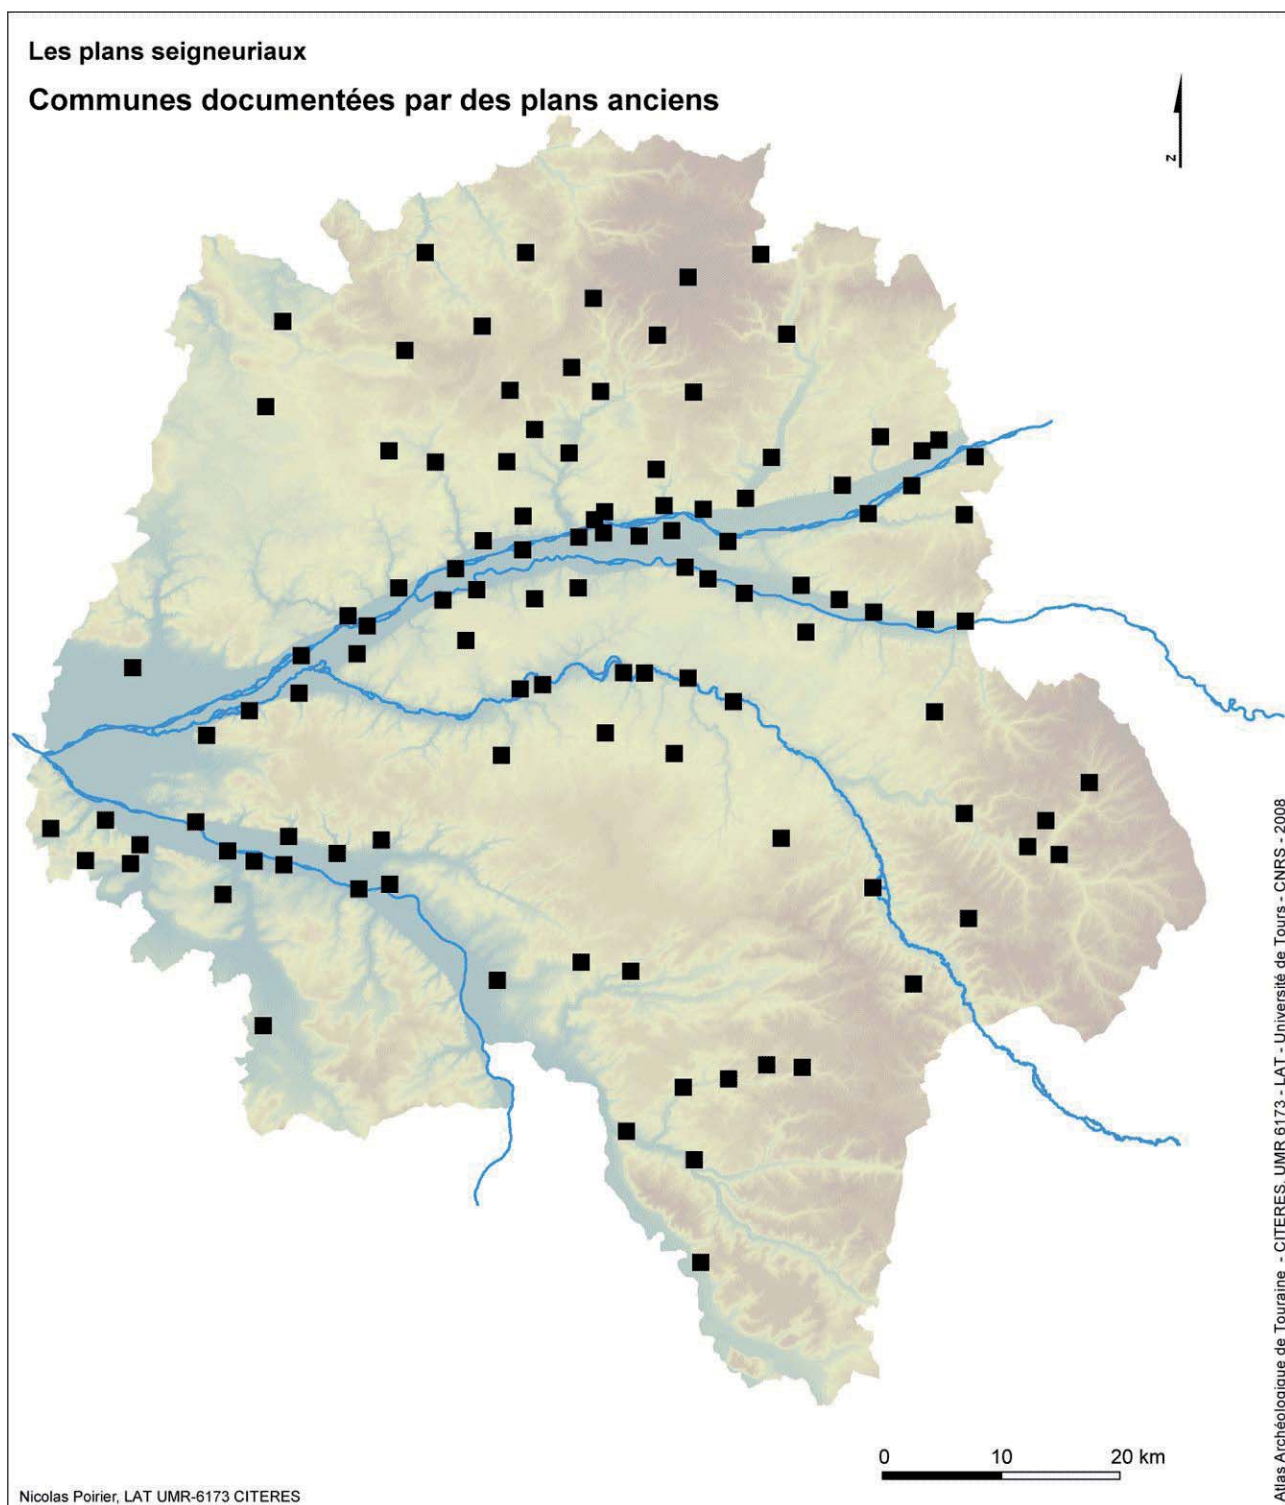 Les plans seigneuriaux
Communes documentées par des plans anciens
N
0 10 20 km
Nicolas Poirier, LAT UMR-6173 CITERES
Atlas Archéologique de Touraine - CITERES, UMR 6173 - LAT - Université de Tours - CNRS - 2008